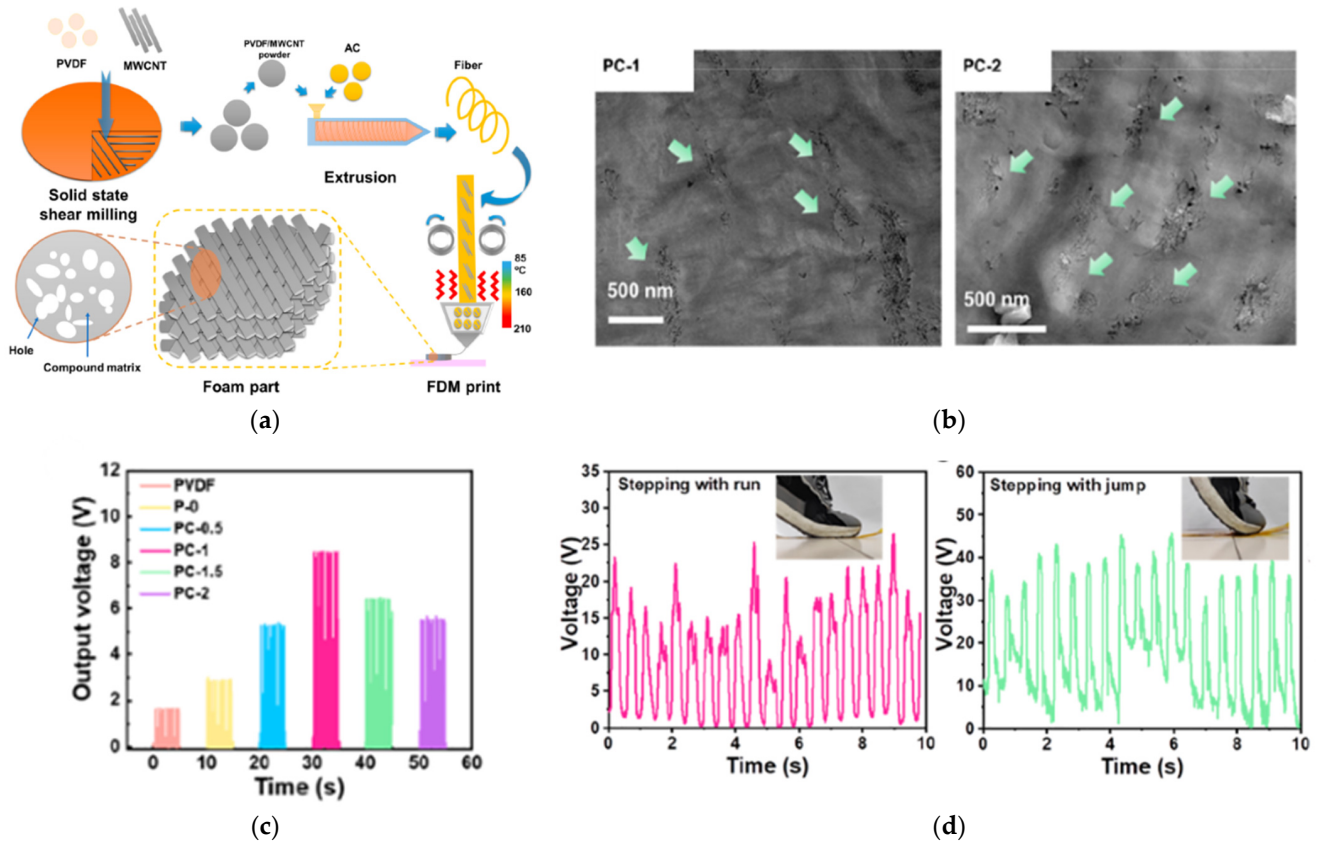 PVDF
MWCNT
PVDF/MWCNT
powder
AC
Fiber
Solid state
shear milling
Extrusion
85
ºC
160
210
Hole
Compound matrix
Foam part
FDM print
(a)
PC-1
500 nm
PC-2
500 nm
(b)
Output voltage (V)
12
10
8
6
4
2
0
PVDF
P-0
PC-0.5
PC-1
PC-1.5
PC-2
0 10 20 30 40 50 60
Time (s)
(c)
Voltage (V)
35
30
25
20
15
10
5
0
Stepping with run
0 2 4 6 8 10
Time (s)
Voltage (V)
60
50
40
30
20
10
0
Stepping with jump
0 2 4 6 8 10
Time (s)
(d)